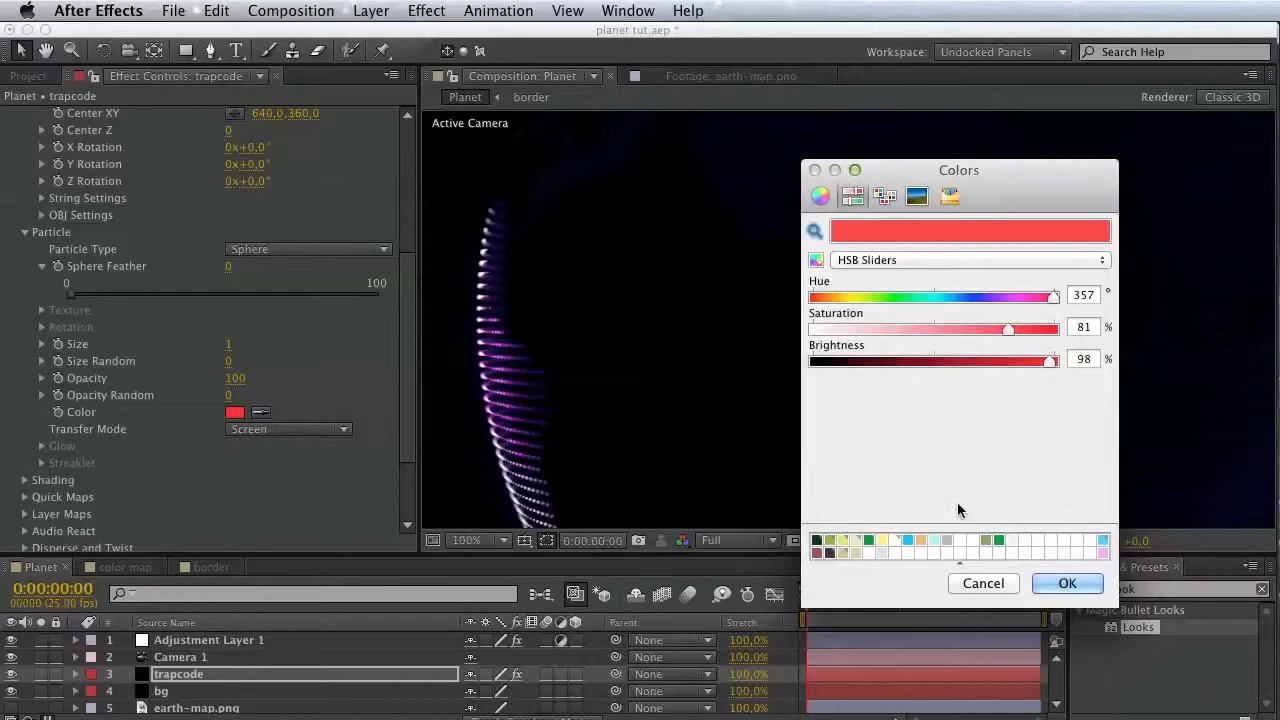 After Effects File Edit Composition Layer Effect Animation View Window Help
planet tut.aep *
Workspace: Undocked Panels Search Help
Project Effect Controls: trapcode Composition: Planet Footage: earth-map.png
Planet • trapcode Planet border Renderer: Classic 3D
Center XY 640,0,360,0
Active Camera
Center Z 0
X Rotation 0x+0,0°
Y Rotation 0x+0,0°
Z Rotation 0x+0,0°
String Settings
OBJ Settings
Particle
Particle Type Sphere
Sphere Feather 0
0 100
Texture
Rotation
Size 1
Size Random 0
Opacity 100
Opacity Random 0
Color
Transfer Mode Screen
Glow
Streaklet
Shading
Quick Maps
Layer Maps
Audio React
Disperse and Twist
Colors
HSB Sliders
Hue
357 °
Saturation
81 %
Brightness
98 %
Cancel OK
100% 0:00:00:00 Full +0,0
Planet color map border
0:00:00:00
00000 (25.00 fps)
& Presets
ook
Magic Bullet Looks
Looks
# Source Name Parent Stretch
1 Adjustment Layer 1 None 100,0%
2 Camera 1 None 100,0%
3 trapcode None 100,0%
4 bg None 100,0%
5 earth-map.png None 100,0%